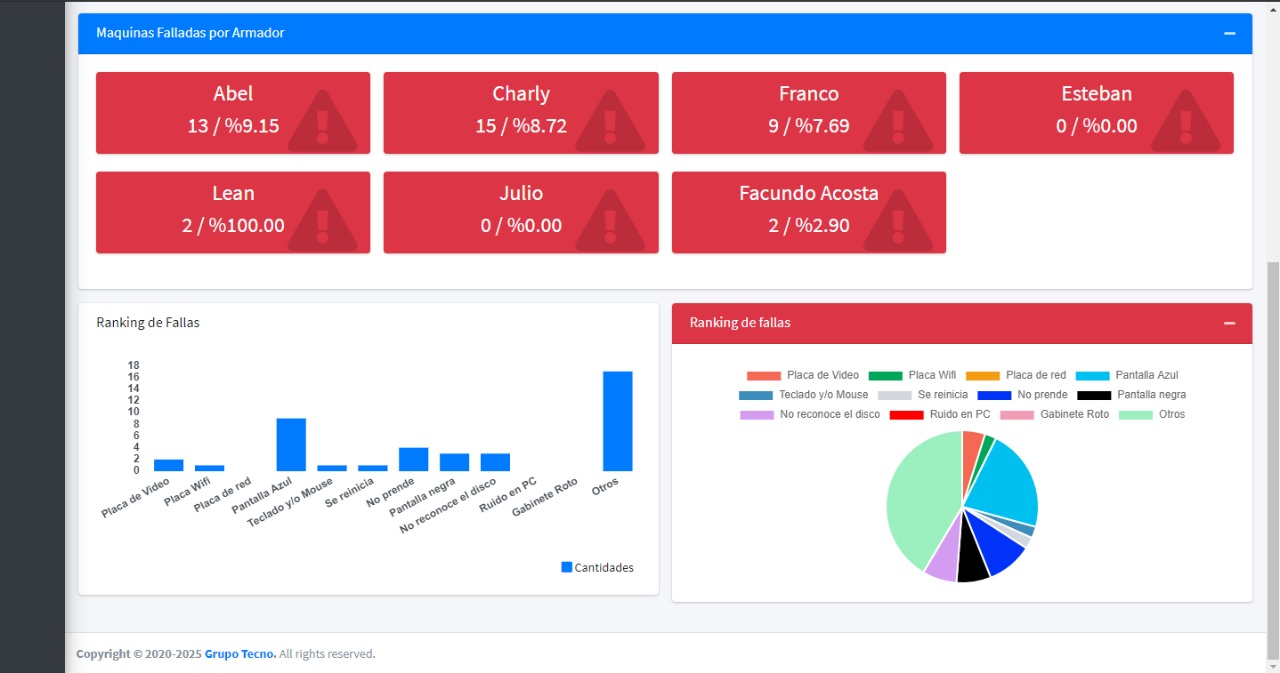 Maquinas Falladas por Armador
Abel
13 / %9.15
Charly
15 / %8.72
Franco
9 / %7.69
Esteban
0 / %0.00
Lean
2 / %100.00
Julio
0 / %0.00
Facundo Acosta
2 / %2.90
Ranking de Fallas
18
16
14
12
10
8
6
4
2
0
Placa de Video
Placa Wifi
Placa de red
Pantalla Azul
Teclado y/o Mouse
Se reinicia
No prende
Pantalla negra
No reconoce el disco
Ruido en PC
Gabinete Roto
Otros
Cantidades
Ranking de fallas
Placa de Video Placa Wifi Placa de red Pantalla Azul
Teclado y/o Mouse Se reinicia No prende Pantalla negra
No reconoce el disco Ruido en PC Gabinete Roto Otros
Copyright © 2020-2025 Grupo Tecno. All rights reserved.